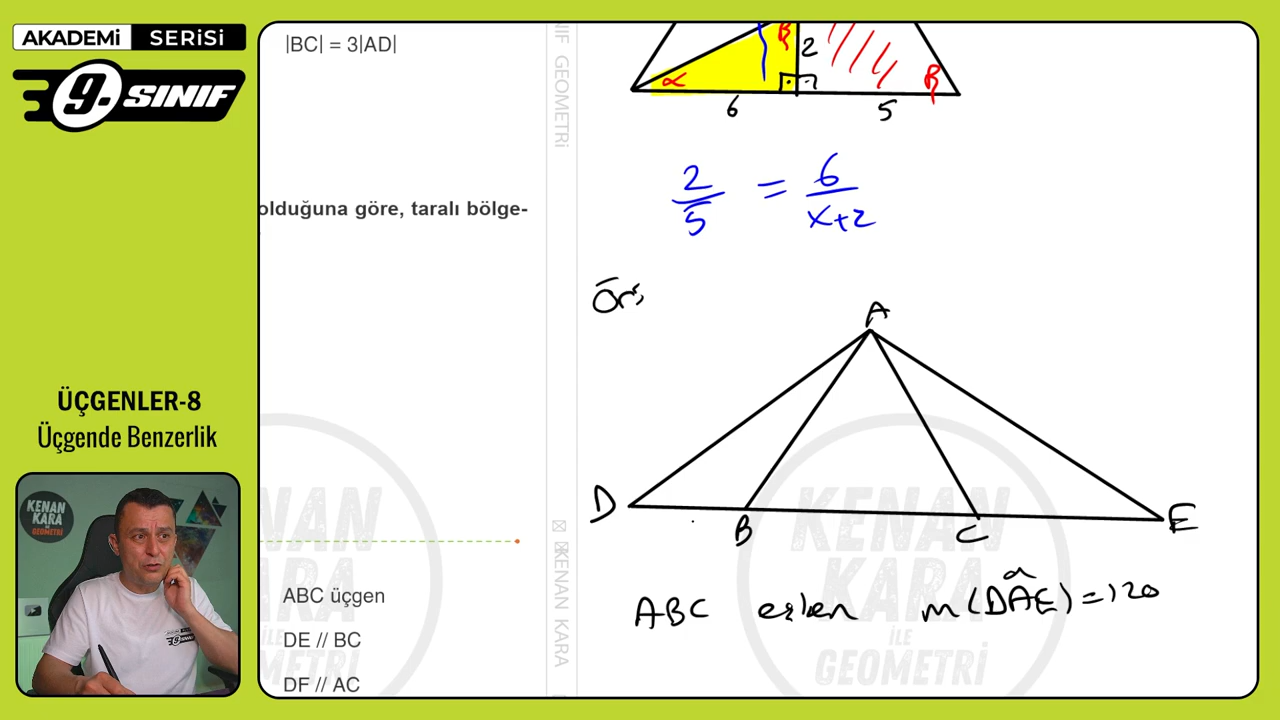 AKADEMİ SERİSİ
9. SINIF
ÜÇGENLER-8
Üçgende Benzerlik
KENAN
KARA
GEOMETRİ
|BC| = 3|AD|
olduğuna göre, taralı bölge-
ABC üçgen
DE // BC
DF // AC
NIF GEOMETRİ
KENAN KARA
α β 2 β
6 5
2/5 = 6/x+2
Ör:
A
D B C E
ABC eşken m(DÂE)=120
KENAN
KARA
İLE
GEOMETRİ